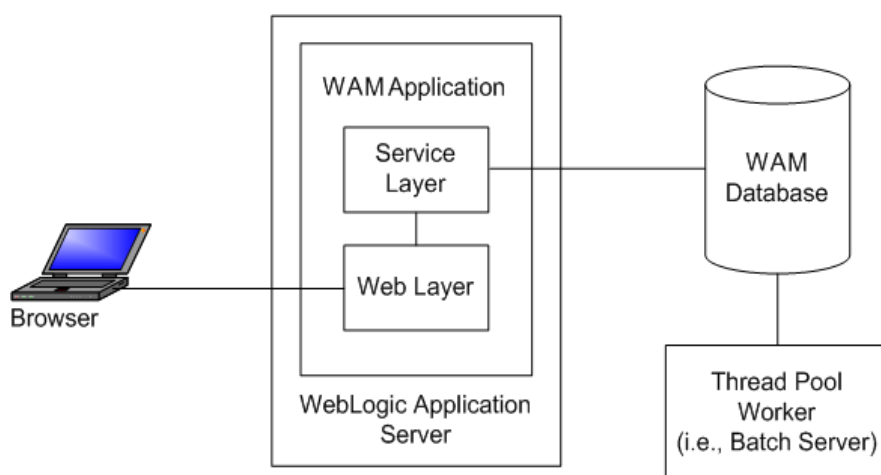 WAM Application
Service
Layer
Web Layer
WebLogic Application
Server
Browser
WAM
Database
Thread Pool
Worker
(i.e., Batch Server)